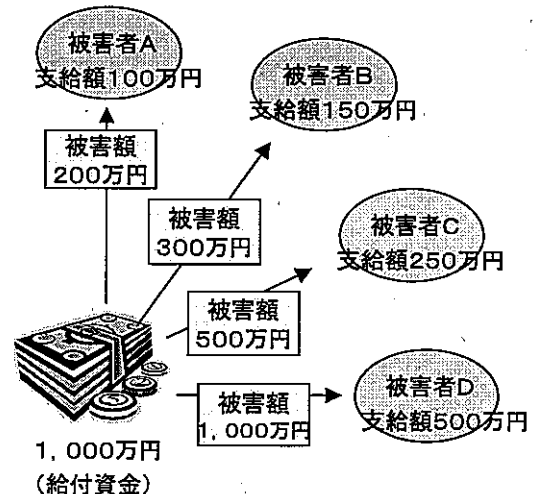 被害者A
支給額100万円
被害者B
支給額150万円
被害額
200万円
被害額
300万円
被害者C
支給額250万円
被害額
500万円
被害者D
支給額500万円
被害額
1,000万円
1,000万円
(給付資金)